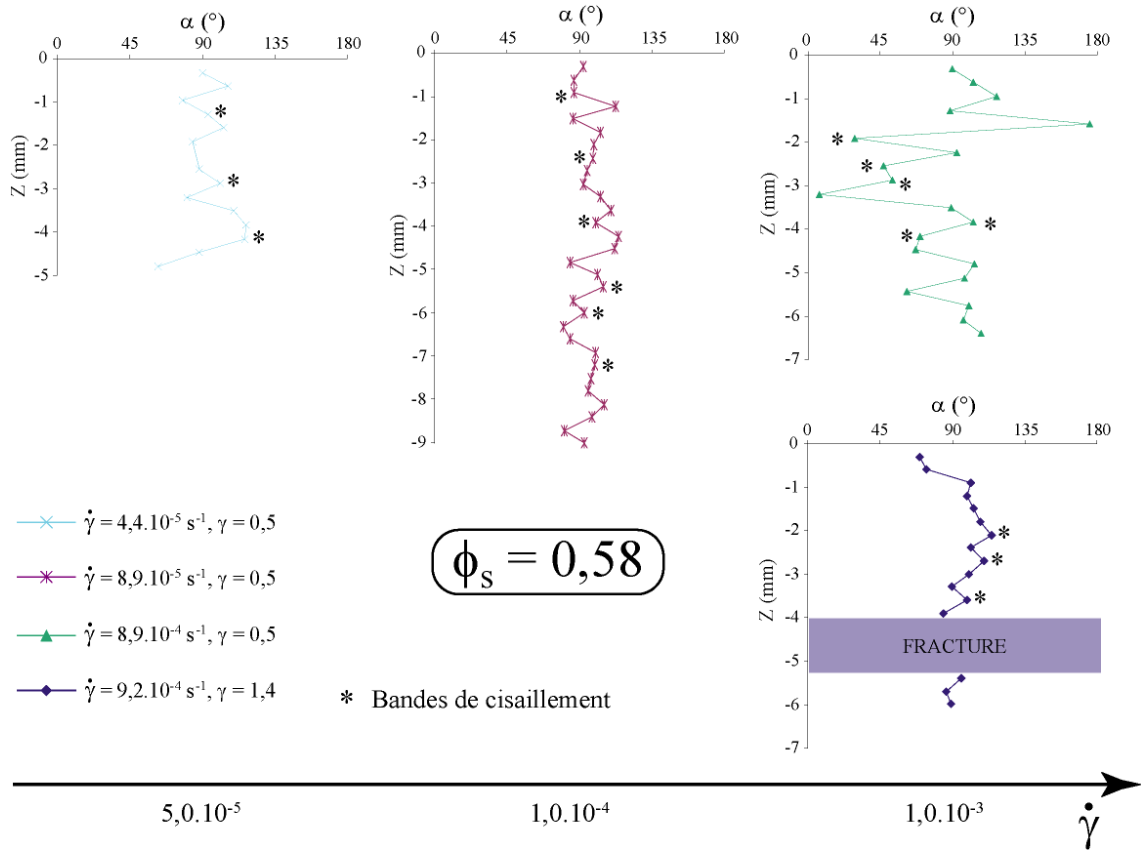 α (°)
0 45 90 135 180
0
-1
-2
-3
-4
-5
Z (mm)
*
*
*
α (°)
0 45 90 135 180
0
-1
-2
-3
-4
-5
-6
-7
-8
-9
Z (mm)
*
*
*
*
*
*
α (°)
0 45 90 135 180
0
-1
-2
-3
-4
-5
-6
-7
Z (mm)
*
*
*
*
*
α (°)
0 45 90 135 180
0
-1
-2
-3
-4
-5
-6
-7
Z (mm)
*
*
*
FRACTURE
γ̇ = 4,4.10⁻⁵ s⁻¹, γ = 0,5
γ̇ = 8,9.10⁻⁵ s⁻¹, γ = 0,5
γ̇ = 8,9.10⁻⁴ s⁻¹, γ = 0,5
γ̇ = 9,2.10⁻⁴ s⁻¹, γ = 1,4
ϕₛ = 0,58
* Bandes de cisaillement
5,0.10⁻⁵ 1,0.10⁻⁴ 1,0.10⁻³ γ̇